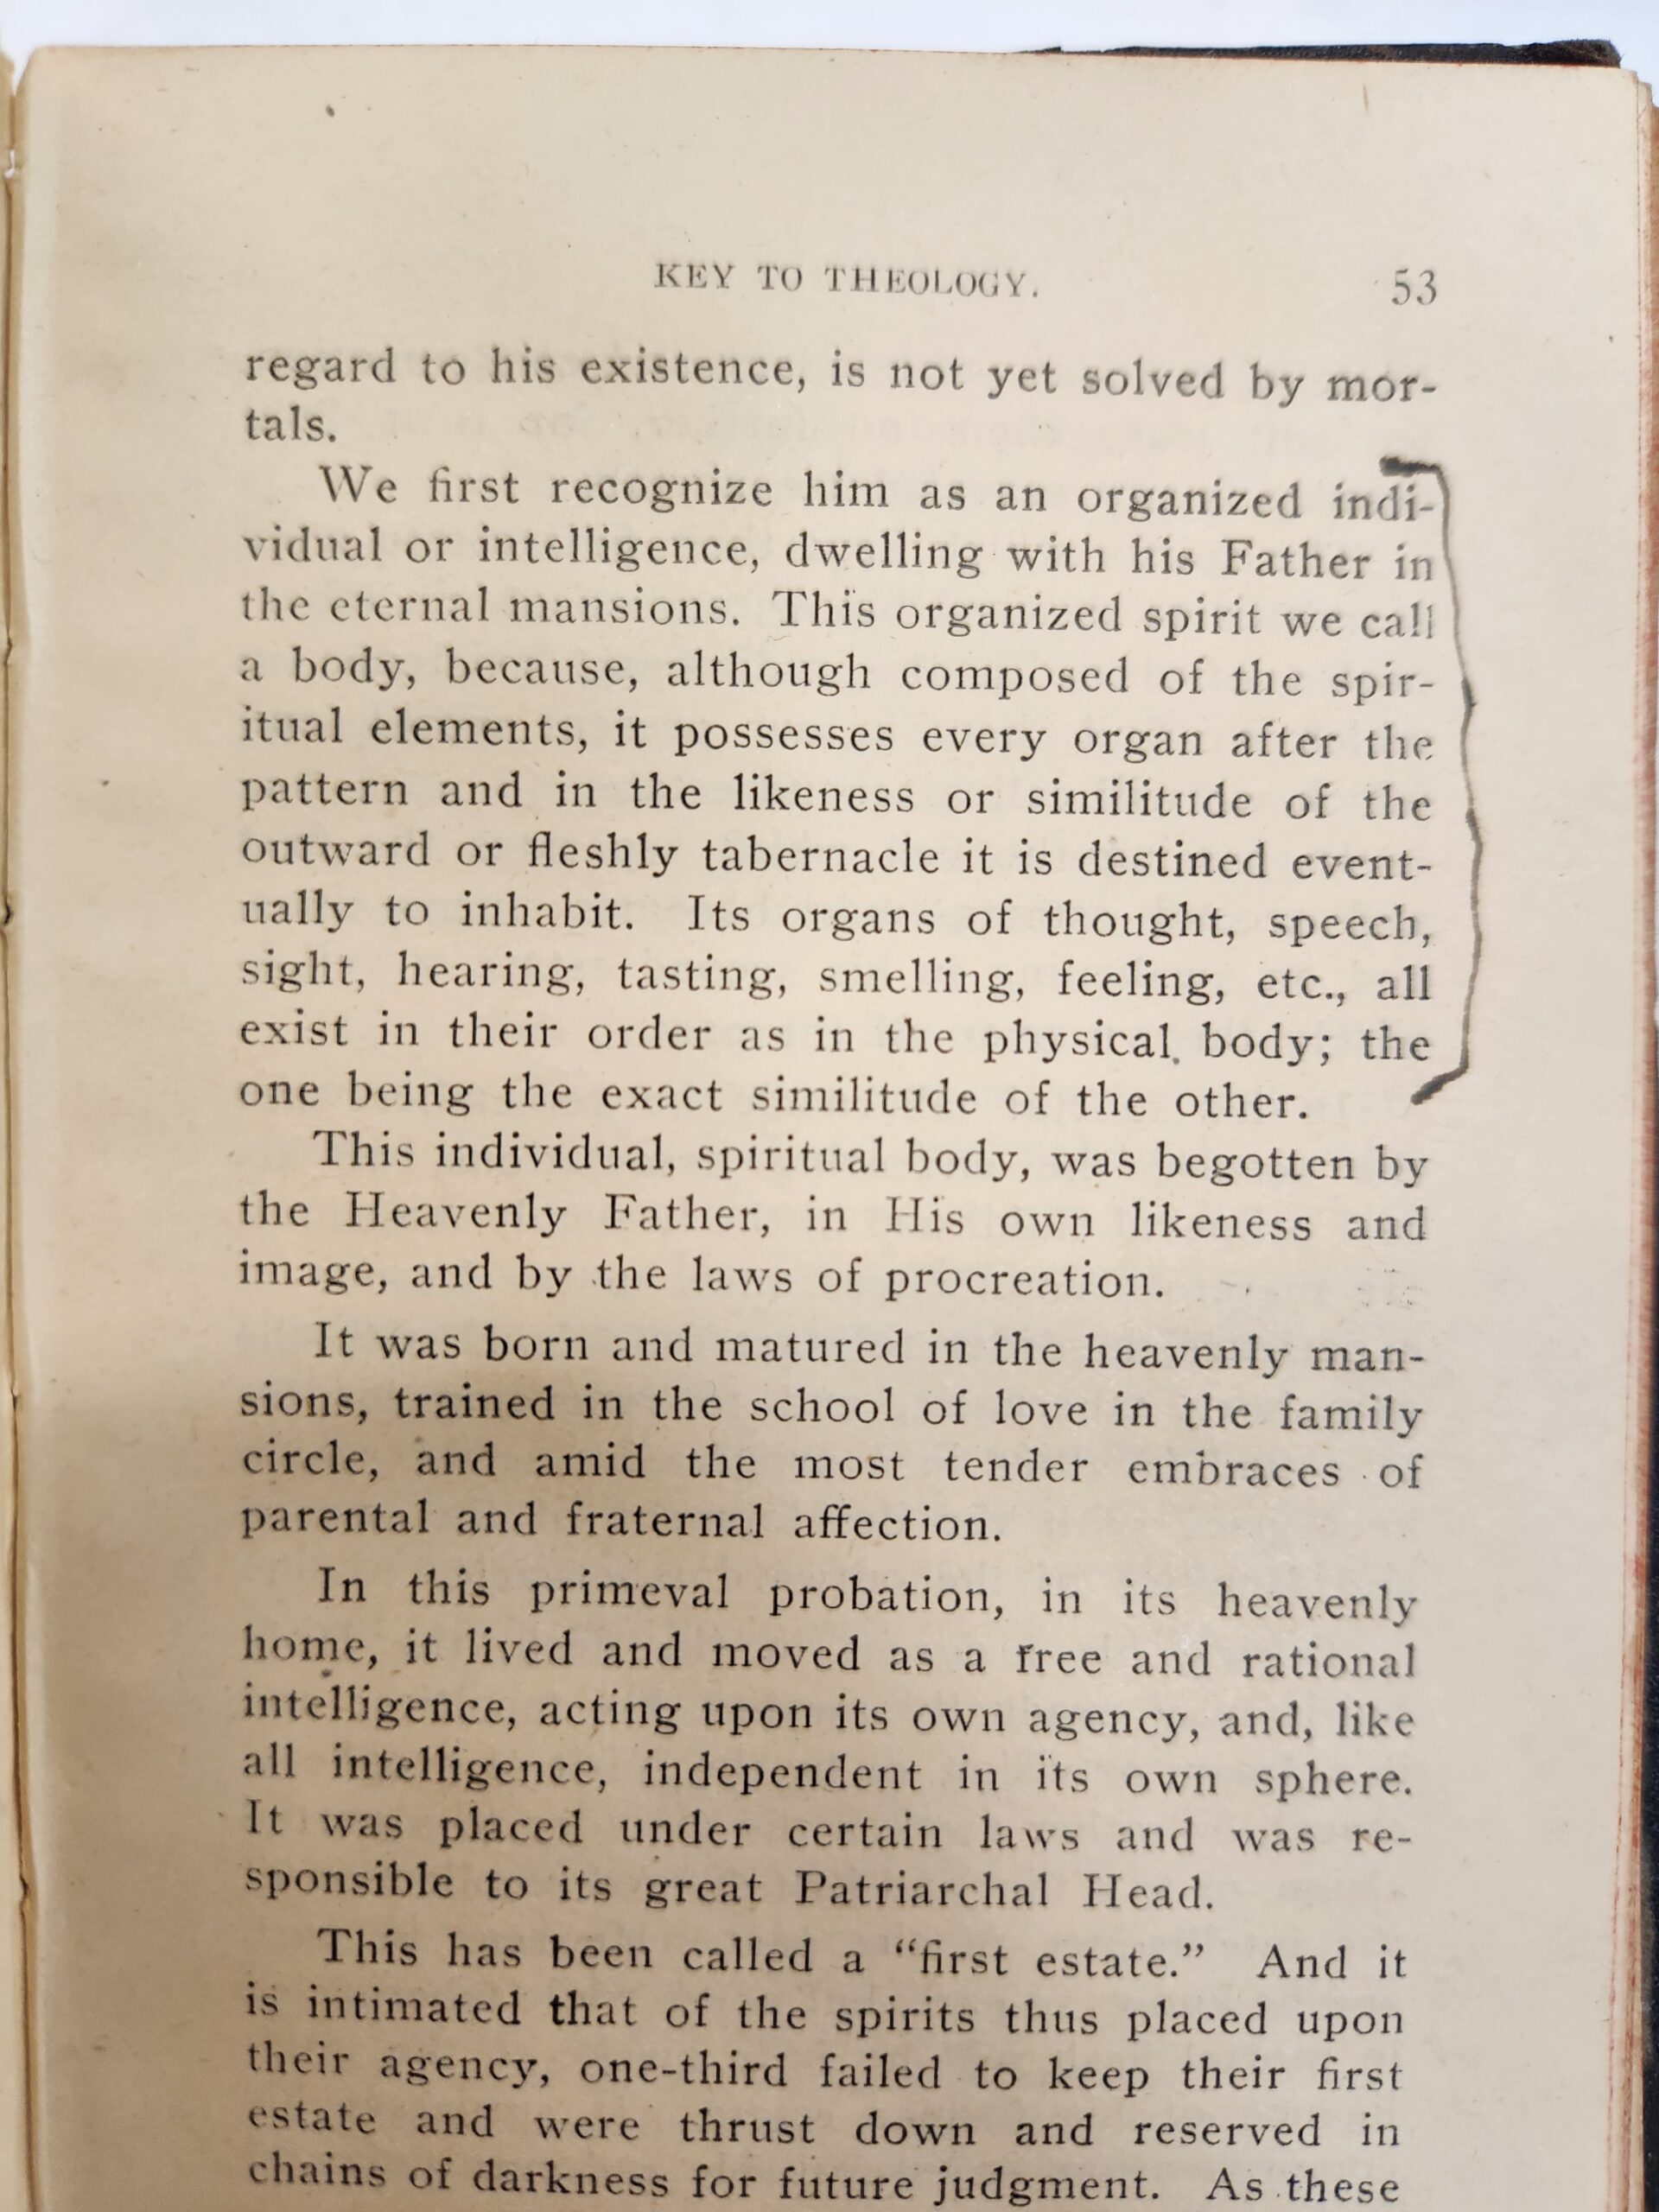 KEY TO THEOLOGY. 53
regard to his existence, is not yet solved by mor-
tals.
We first recognize him as an organized indi-
vidual or intelligence, dwelling with his Father in
the eternal mansions. This organized spirit we call
a body, because, although composed of the spir-
itual elements, it possesses every organ after the
pattern and in the likeness or similitude of the
outward or fleshly tabernacle it is destined event-
ually to inhabit. Its organs of thought, speech,
sight, hearing, tasting, smelling, feeling, etc., all
exist in their order as in the physical body; the
one being the exact similitude of the other.
This individual, spiritual body, was begotten by
the Heavenly Father, in His own likeness and
image, and by the laws of procreation.
It was born and matured in the heavenly man-
sions, trained in the school of love in the family
circle, and amid the most tender embraces of
parental and fraternal affection.
In this primeval probation, in its heavenly
home, it lived and moved as a free and rational
intelligence, acting upon its own agency, and, like
all intelligence, independent in its own sphere.
It was placed under certain laws and was re-
sponsible to its great Patriarchal Head.
This has been called a “first estate.” And it
is intimated that of the spirits thus placed upon
their agency, one-third failed to keep their first
estate and were thrust down and reserved in
chains of darkness for future judgment. As these